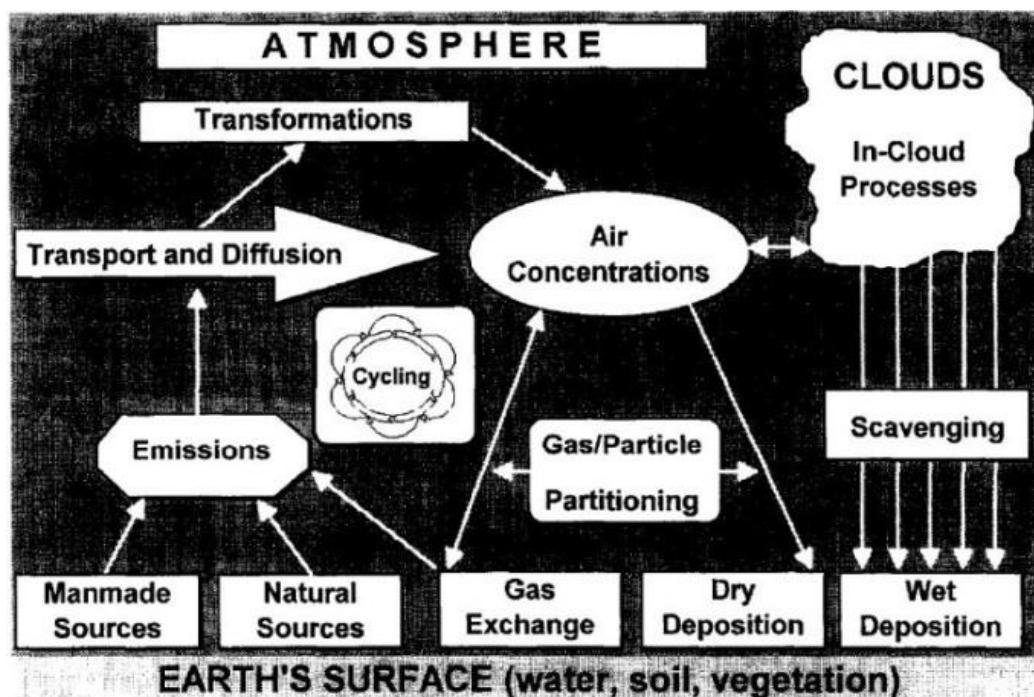 ATMOSPHERE
CLOUDS
In-Cloud
Processes
Transformations
Air
Concentrations
Transport and Diffusion
Cycling
Emissions
Gas/Particle
Partitioning
Scavenging
Manmade
Sources
Natural
Sources
Gas
Exchange
Dry
Deposition
Wet
Deposition
EARTH'S SURFACE (water, soil, vegetation)